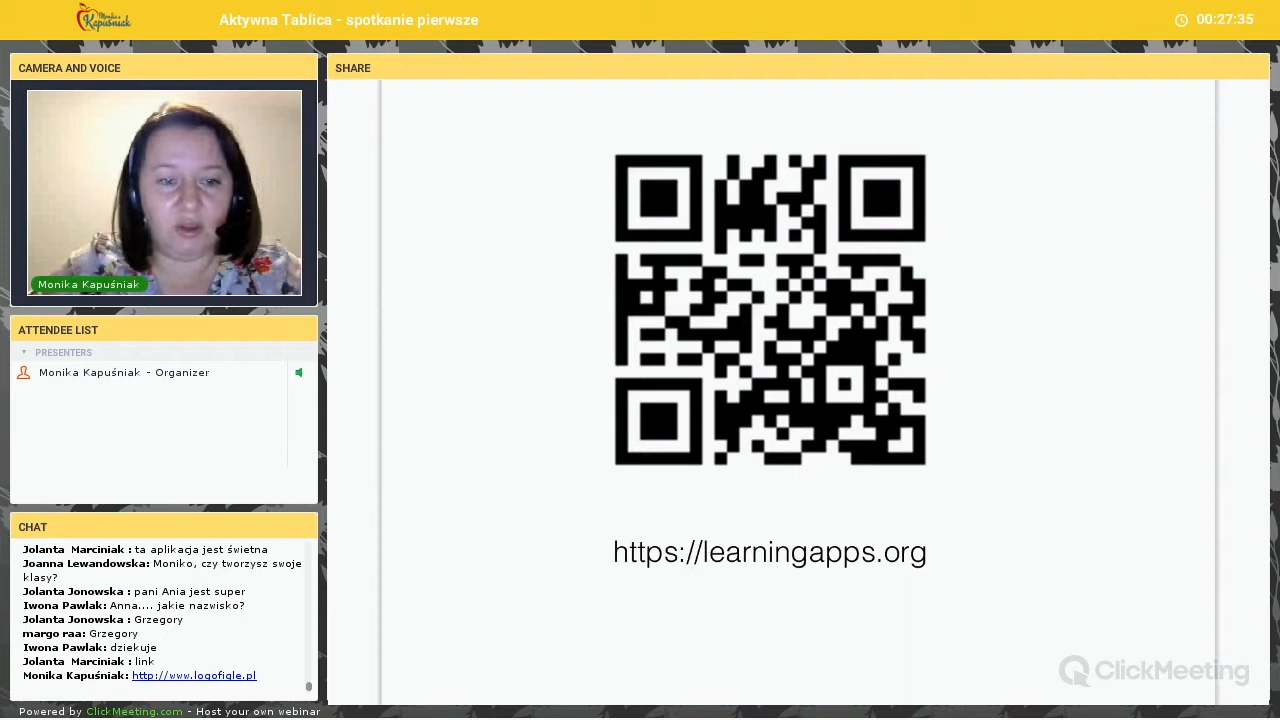 Monika
Kapuśniak
Aktywna Tablica - spotkanie pierwsze
00:27:35
CAMERA AND VOICE
Monika Kapuśniak
ATTENDEE LIST
PRESENTERS
Monika Kapuśniak - Organizer
CHAT
Jolanta Marciniak : ta aplikacja jest świetna
Joanna Lewandowska: Moniko, czy tworzysz swoje
klasy?
Jolanta Jonowska : pani Ania jest super
Iwona Pawlak: Anna.... jakie nazwisko?
Jolanta Jonowska : Grzegory
margo raa: Grzegory
Iwona Pawlak: dziekuje
Jolanta Marciniak : link
Monika Kapuśniak: http://www.logofigle.pl
Powered by ClickMeeting.com - Host your own webinar
SHARE
https://learningapps.org
ClickMeeting